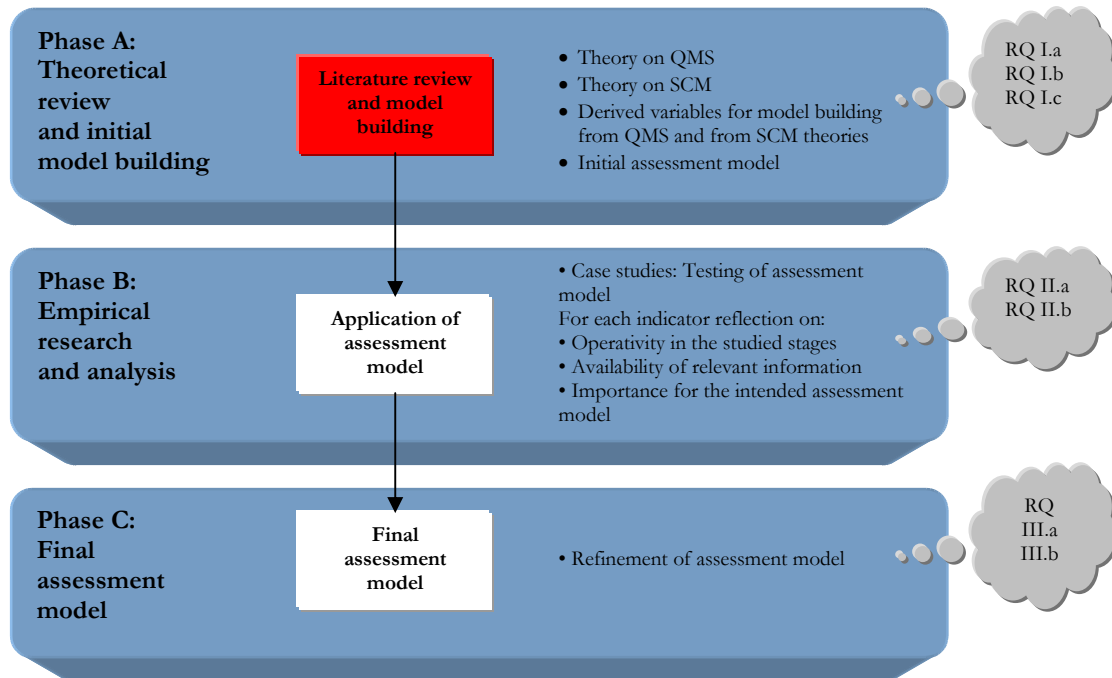 Phase A:
Theoretical
review
and initial
model building
Literature review
and model
building
• Theory on QMS
• Theory on SCM
• Derived variables for model building
from QMS and from SCM theories
• Initial assessment model
RQ I.a
RQ I.b
RQ I.c
Phase B:
Empirical
research
and analysis
Application of
assessment
model
• Case studies: Testing of assessment
model
For each indicator reflection on:
• Operativity in the studied stages
• Availability of relevant information
• Importance for the intended assessment
model
RQ II.a
RQ II.b
Phase C:
Final
assessment
model
Final
assessment
model
• Refinement of assessment model
RQ
III.a
III.b